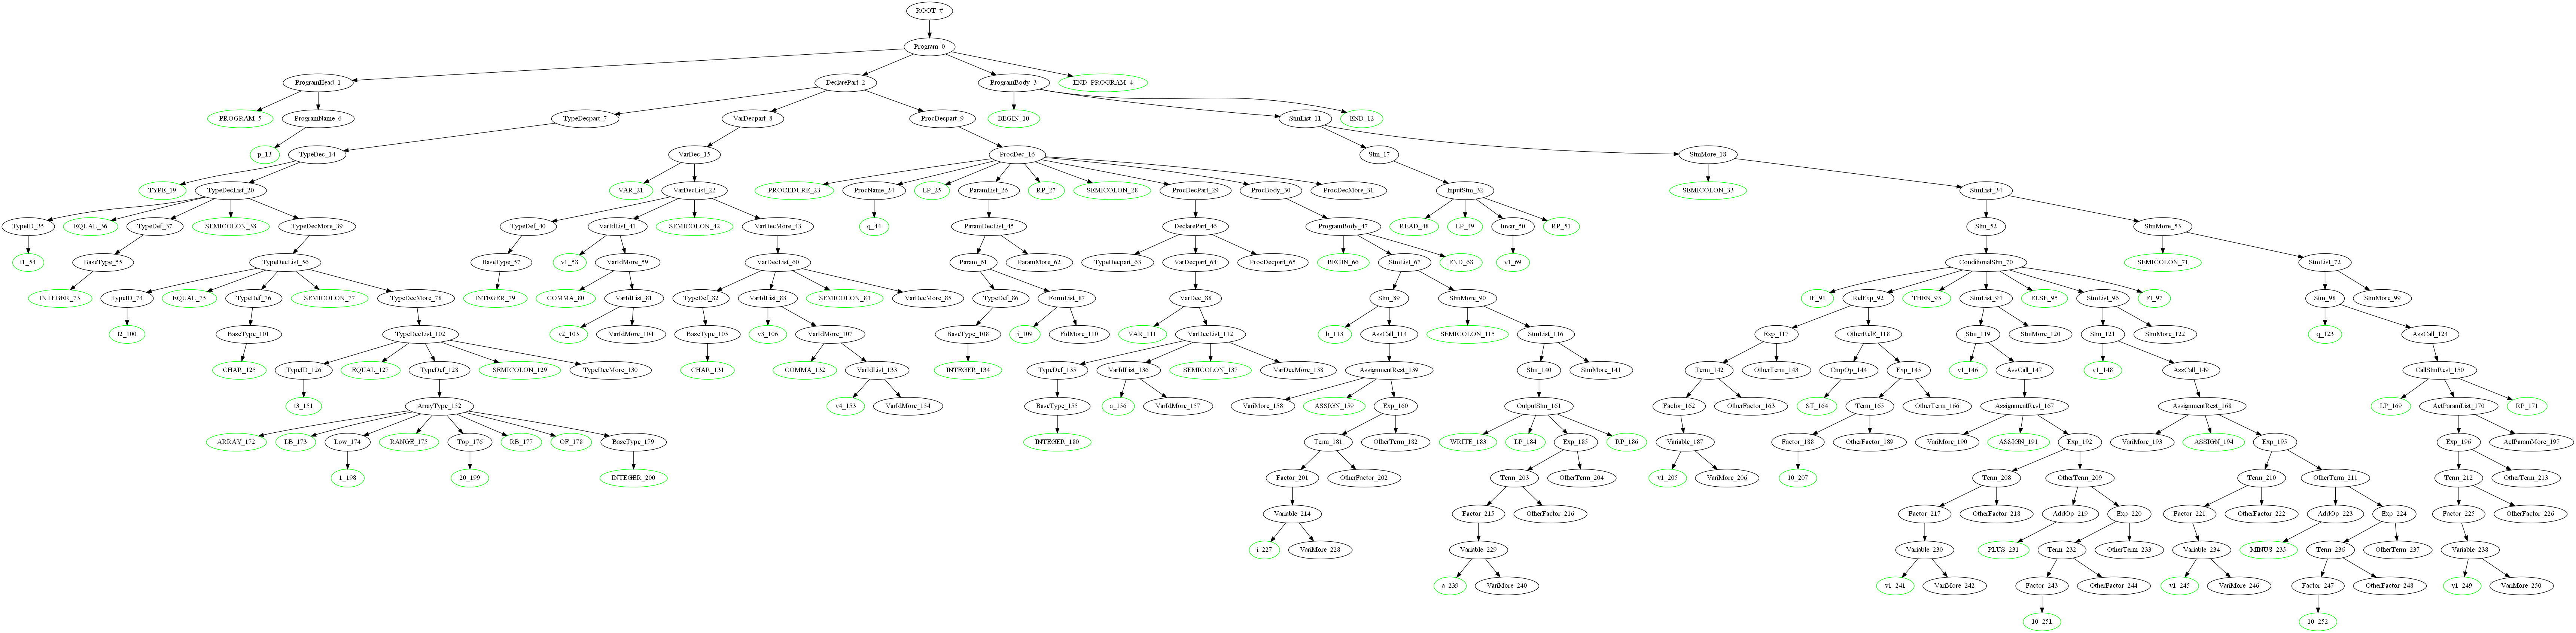 ROOT_#
Program_0
ProgramHead_1 DeclarePart_2 ProgramBody_3 END_PROGRAM_4
PROGRAM_5 ProgramName_6 TypeDecpart_7 VarDecpart_8 ProcDecpart_9 BEGIN_10 StmList_11 END_12
p_13 TypeDec_14 VarDec_15 ProcDec_16 Stm_17 StmMore_18
TYPE_19 TypeDecList_20 VAR_21 VarDecList_22 PROCEDURE_23 ProcName_24 LP_25 ParamList_26 RP_27 SEMICOLON_28 ProcDecPart_29 ProcBody_30 ProcDecMore_31 InputStm_32 SEMICOLON_33 StmList_34
TypeID_35 EQUAL_36 TypeDef_37 SEMICOLON_38 TypeDecMore_39 TypeDef_40 VarIdList_41 SEMICOLON_42 VarDecMore_43 q_44 ParamDecList_45 DeclarePart_46 ProgramBody_47 READ_48 LP_49 Invar_50 RP_51 Stm_52 StmMore_53
t1_54 BaseType_55 TypeDecList_56 BaseType_57 v1_58 VarIdMore_59 VarDecList_60 Param_61 ParamMore_62 TypeDecpart_63 VarDecpart_64 ProcDecpart_65 BEGIN_66 StmList_67 END_68 v1_69 ConditionalStm_70 SEMICOLON_71 StmList_72
INTEGER_73 TypeID_74 EQUAL_75 TypeDef_76 SEMICOLON_77 TypeDecMore_78 INTEGER_79 COMMA_80 VarIdList_81 TypeDef_82 VarIdList_83 SEMICOLON_84 VarDecMore_85 TypeDef_86 FormList_87 VarDec_88 Stm_89 StmMore_90 IF_91 RelExp_92 THEN_93 StmList_94 ELSE_95 StmList_96 FI_97 Stm_98 StmMore_99
t2_100 BaseType_101 TypeDecList_102 v2_103 VarIdMore_104 BaseType_105 v3_106 VarIdMore_107 BaseType_108 i_109 FidMore_110 VAR_111 VarDecList_112 b_113 AssCall_114 SEMICOLON_115 StmList_116 Exp_117 OtherRelE_118 Stm_119 StmMore_120 Stm_121 StmMore_122 q_123 AssCall_124
CHAR_125 TypeID_126 EQUAL_127 TypeDef_128 SEMICOLON_129 TypeDecMore_130 CHAR_131 COMMA_132 VarIdList_133 INTEGER_134 TypeDef_135 VarIdList_136 SEMICOLON_137 VarDecMore_138 AssignmentRest_139 Stm_140 StmMore_141 Term_142 OtherTerm_143 CmpOp_144 Exp_145 v1_146 AssCall_147 v1_148 AssCall_149 CallStmRest_150
t3_151 ArrayType_152 v4_153 VarIdMore_154 BaseType_155 a_156 VarIdMore_157 VariMore_158 ASSIGN_159 Exp_160 OutputStm_161 Factor_162 OtherFactor_163 ST_164 Term_165 OtherTerm_166 AssignmentRest_167 AssignmentRest_168 LP_169 ActParamList_170 RP_171
ARRAY_172 LB_173 Low_174 RANGE_175 Top_176 RB_177 OF_178 BaseType_179 INTEGER_180 Term_181 OtherTerm_182 WRITE_183 LP_184 Exp_185 RP_186 Variable_187 Factor_188 OtherFactor_189 VariMore_190 ASSIGN_191 Exp_192 VariMore_193 ASSIGN_194 Exp_195 Exp_196 ActParamMore_197
1_198 20_199 INTEGER_200 Factor_201 OtherFactor_202 Term_203 OtherTerm_204 v1_205 VariMore_206 10_207 Term_208 OtherTerm_209 Term_210 OtherTerm_211 Term_212 OtherTerm_213
Variable_214 Factor_215 OtherFactor_216 Factor_217 OtherFactor_218 AddOp_219 Exp_220 Factor_221 OtherFactor_222 AddOp_223 Exp_224 Factor_225 OtherFactor_226
i_227 VariMore_228 Variable_229 Variable_230 PLUS_231 Term_232 OtherTerm_233 Variable_234 MINUS_235 Term_236 OtherTerm_237 Variable_238
a_239 VariMore_240 v1_241 VariMore_242 Factor_243 OtherFactor_244 v1_245 VariMore_246 Factor_247 OtherFactor_248 v1_249 VariMore_250
10_251 10_252